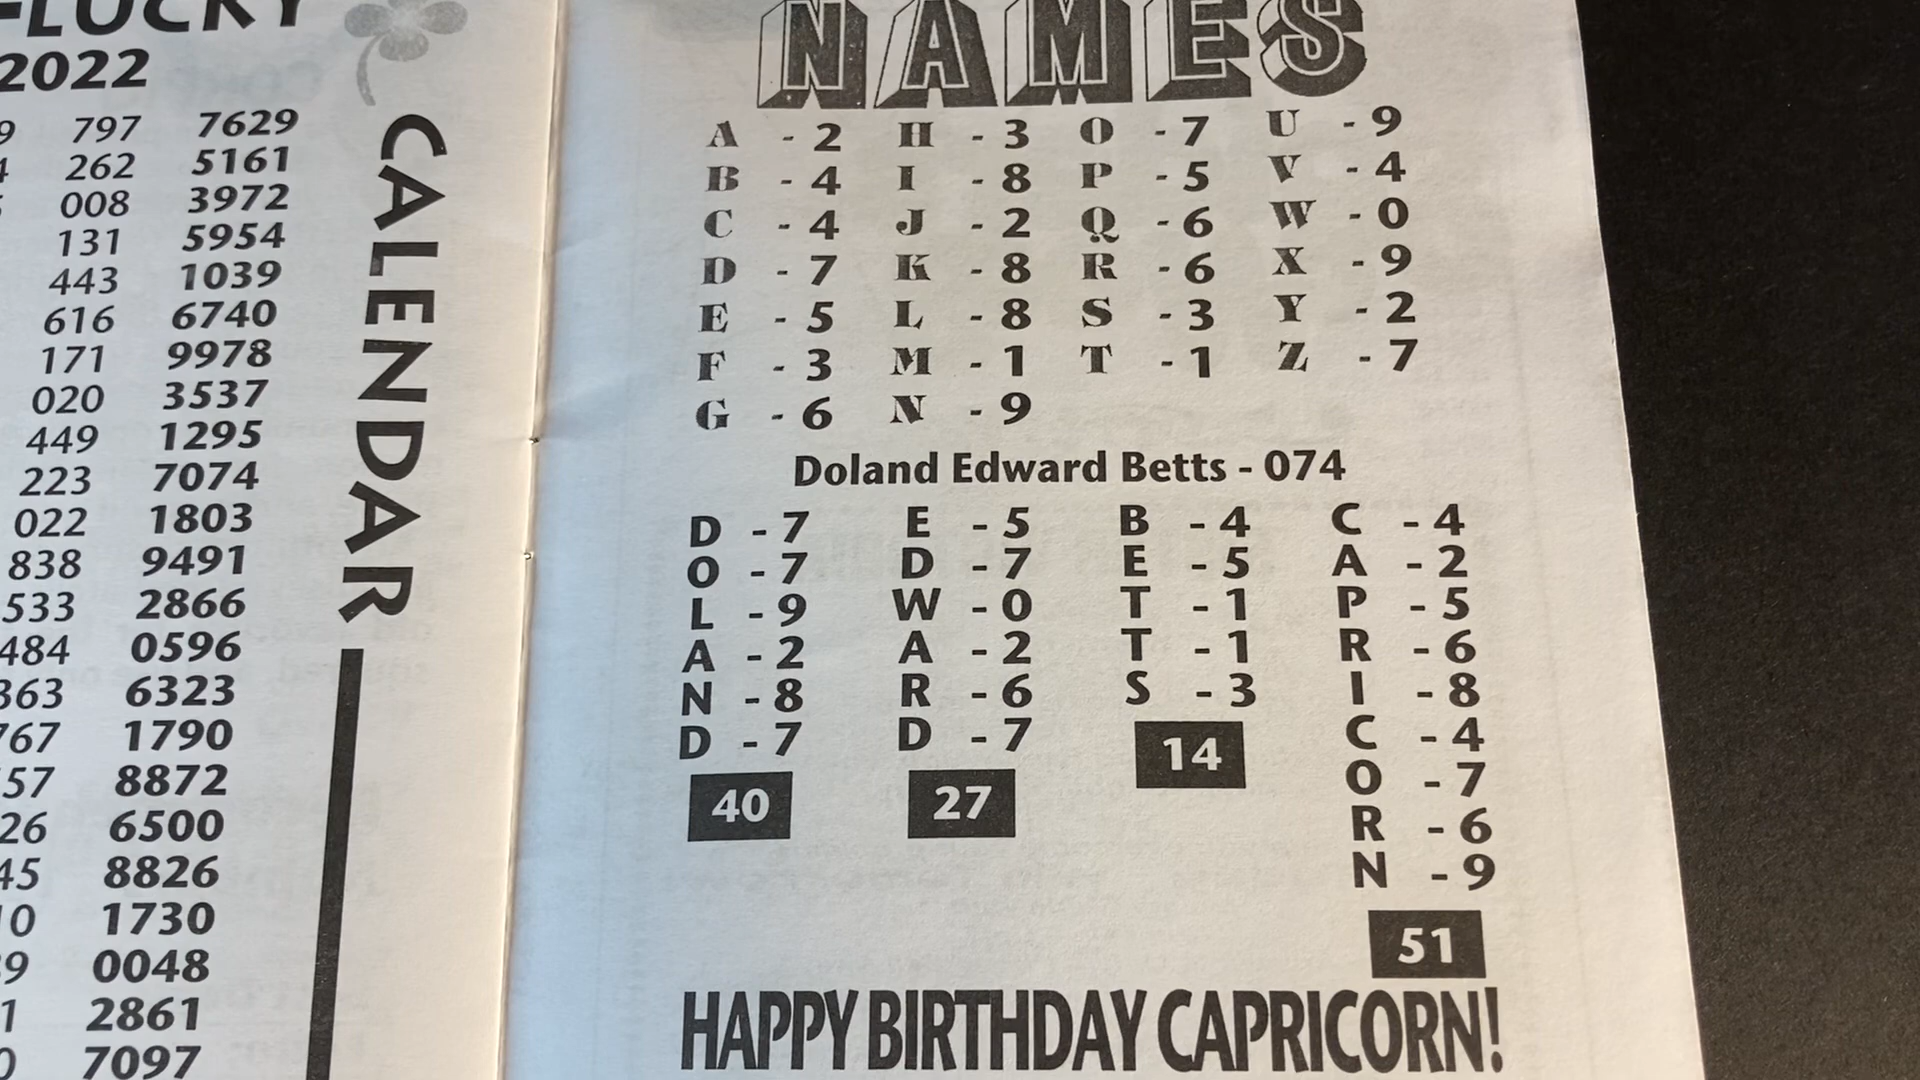 -LUCKY
2022
CALENDAR
9 797 7629
262 5161
008 3972
131 5954
443 1039
616 6740
171 9978
020 3537
449 1295
223 7074
022 1803
838 9491
533 2866
484 0596
363 6323
767 1790
57 8872
26 6500
45 8826
0 1730
9 0048
1 2861
0 7097
NAMES
A - 2 H - 3 O - 7 U - 9
B - 4 I - 8 P - 5 V - 4
C - 4 J - 2 Q - 6 W - 0
D - 7 K - 8 R - 6 X - 9
E - 5 L - 8 S - 3 Y - 2
F - 3 M - 1 T - 1 Z - 7
G - 6 N - 9
Doland Edward Betts - 074
D - 7 E - 5 B - 4 C - 4
O - 7 D - 7 E - 5 A - 2
L - 9 W - 0 T - 1 P - 5
A - 2 A - 2 T - 1 R - 6
N - 8 R - 6 S - 3 I - 8
D - 7 D - 7 14 C - 4
40 27 O - 7
R - 6
N - 9
51
HAPPY BIRTHDAY CAPRICORN!